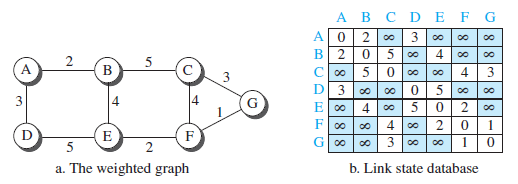 2 5
A B C
3
3 4 4 G
1
D E F
5 2
a. The weighted graph
A B C D E F G
A 0 2 ∞ 3 ∞ ∞ ∞
B 2 0 5 ∞ 4 ∞ ∞
C ∞ 5 0 ∞ ∞ 4 3
D 3 ∞ ∞ 0 5 ∞ ∞
E ∞ 4 ∞ 5 0 2 ∞
F ∞ ∞ 4 ∞ 2 0 1
G ∞ ∞ 3 ∞ ∞ 1 0
b. Link state database